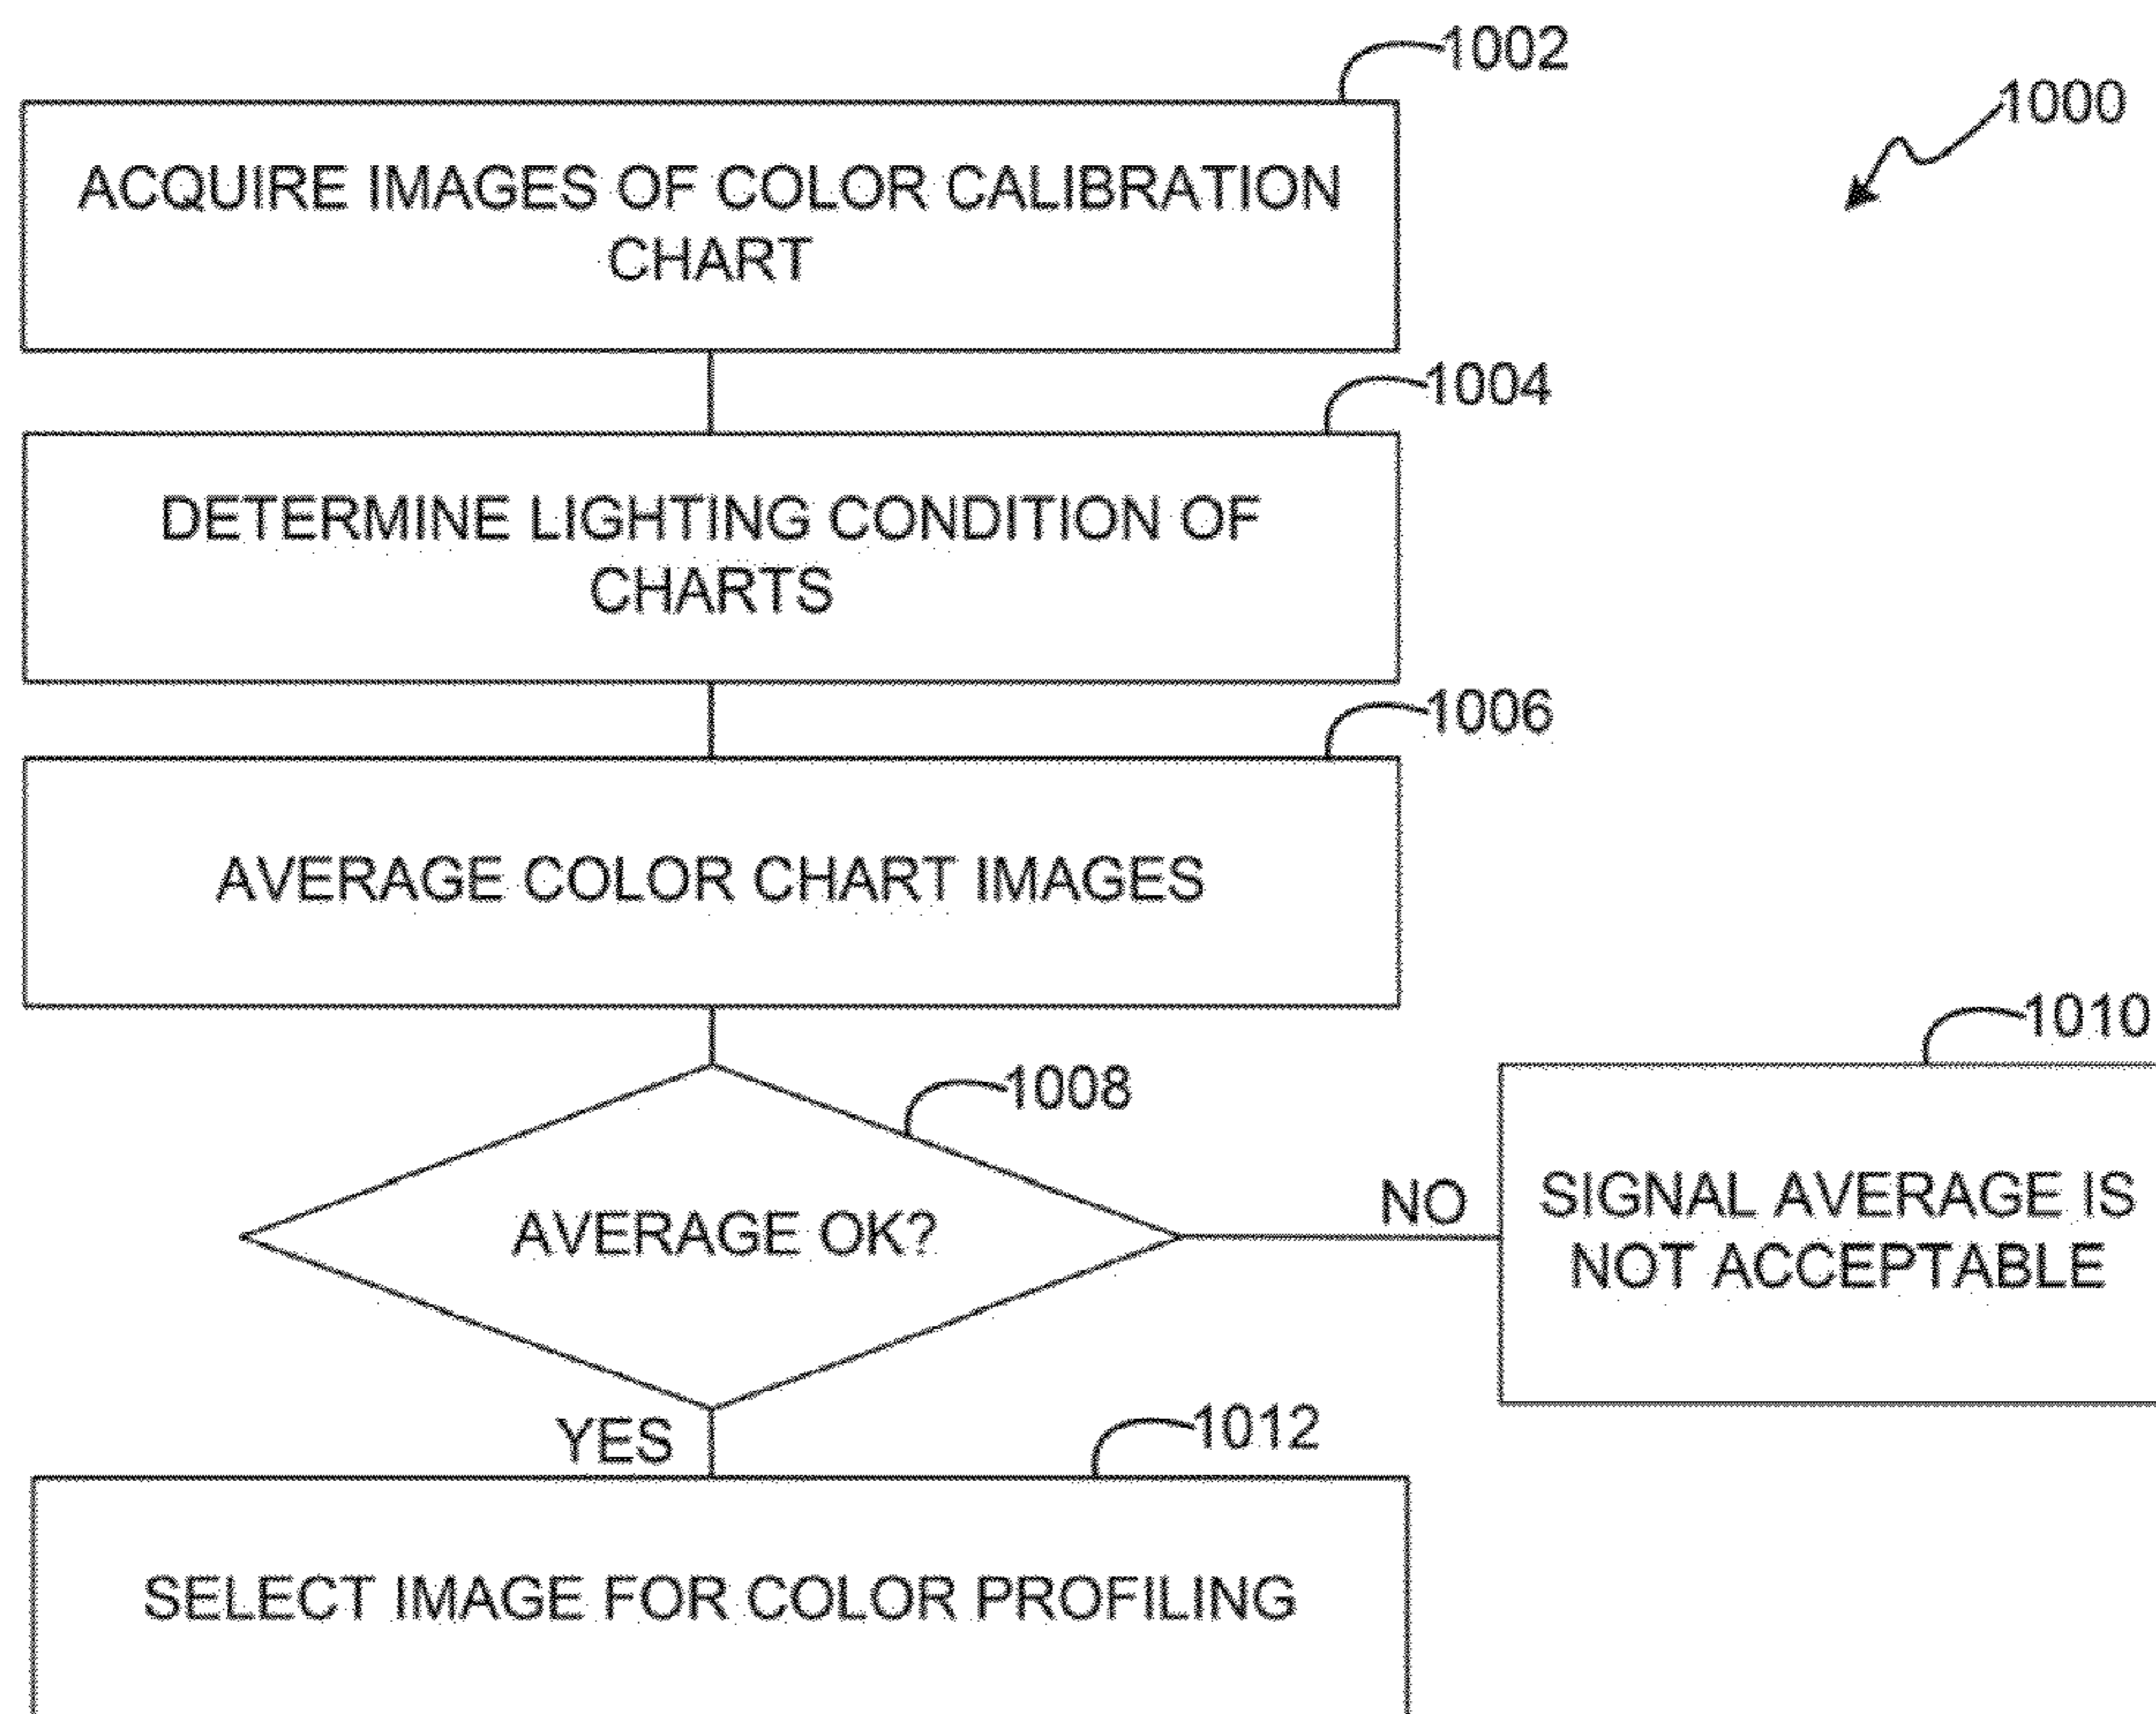 1002
1000
ACQUIRE IMAGES OF COLOR CALIBRATION
CHART
1004
DETERMINE LIGHTING CONDITION OF
CHARTS
1006
AVERAGE COLOR CHART IMAGES
1010
1008
AVERAGE OK?
NO
SIGNAL AVERAGE IS
NOT ACCEPTABLE
YES
1012
SELECT IMAGE FOR COLOR PROFILING